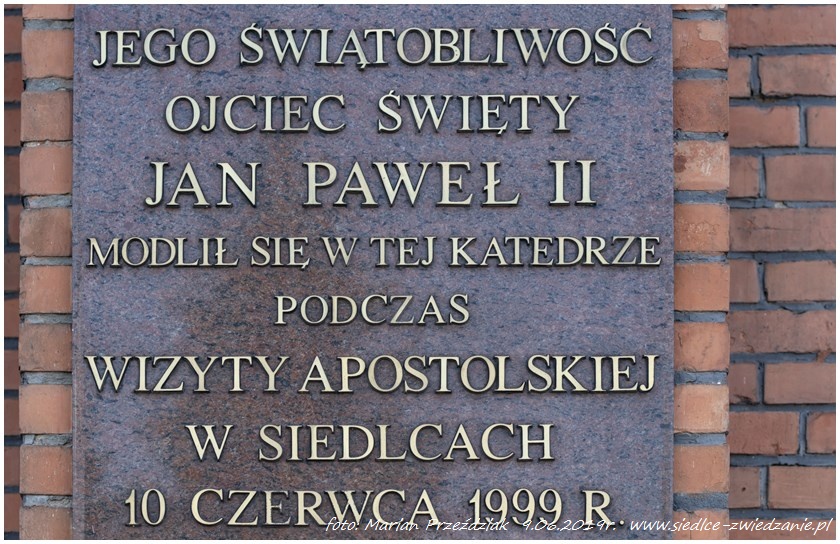 JEGO ŚWIĄTOBLIWOŚĆ
OJCIEC ŚWIĘTY
JAN PAWEŁ II
MODLIŁ SIĘ W TEJ KATEDRZE
PODCZAS
WIZYTY APOSTOLSKIEJ
W SIEDLCACH
10 CZERWCA 1999 R.
foto: Marian Przeździak 9.06.2019r. www.siedlce-zwiedzanie.pl